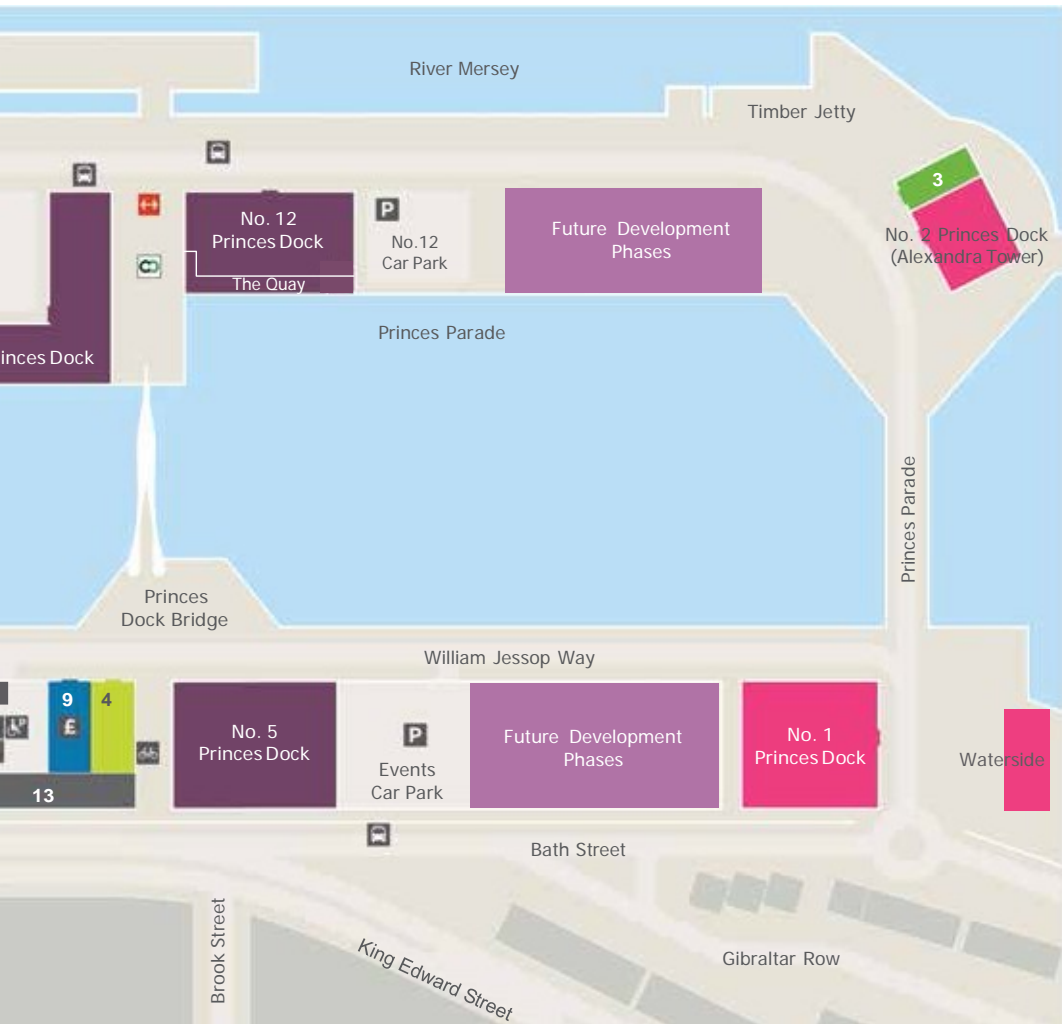 River Mersey
Timber Jetty
3
No. 2 Princes Dock
(Alexandra Tower)
No. 12
Princes Dock
The Quay
P
No.12
Car Park
Future Development
Phases
inces Dock
Princes Parade
Princes Parade
Princes
Dock Bridge
William Jessop Way
9
£
4
13
No. 5
Princes Dock
P
Events
Car Park
Future Development
Phases
No. 1
Princes Dock
Waterside
Bath Street
Brook Street
King Edward Street
Gibraltar Row